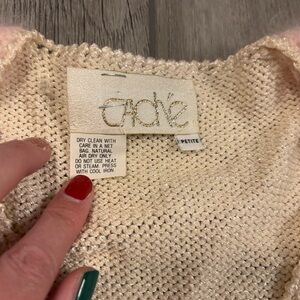 Caché
PETITE
DRY CLEAN WITH
CARE IN A NET
BAG. NATURAL
AIR DRY ONLY
DO NOT USE HEAT
OR STEAM. PRESS
WITH COOL IRON.